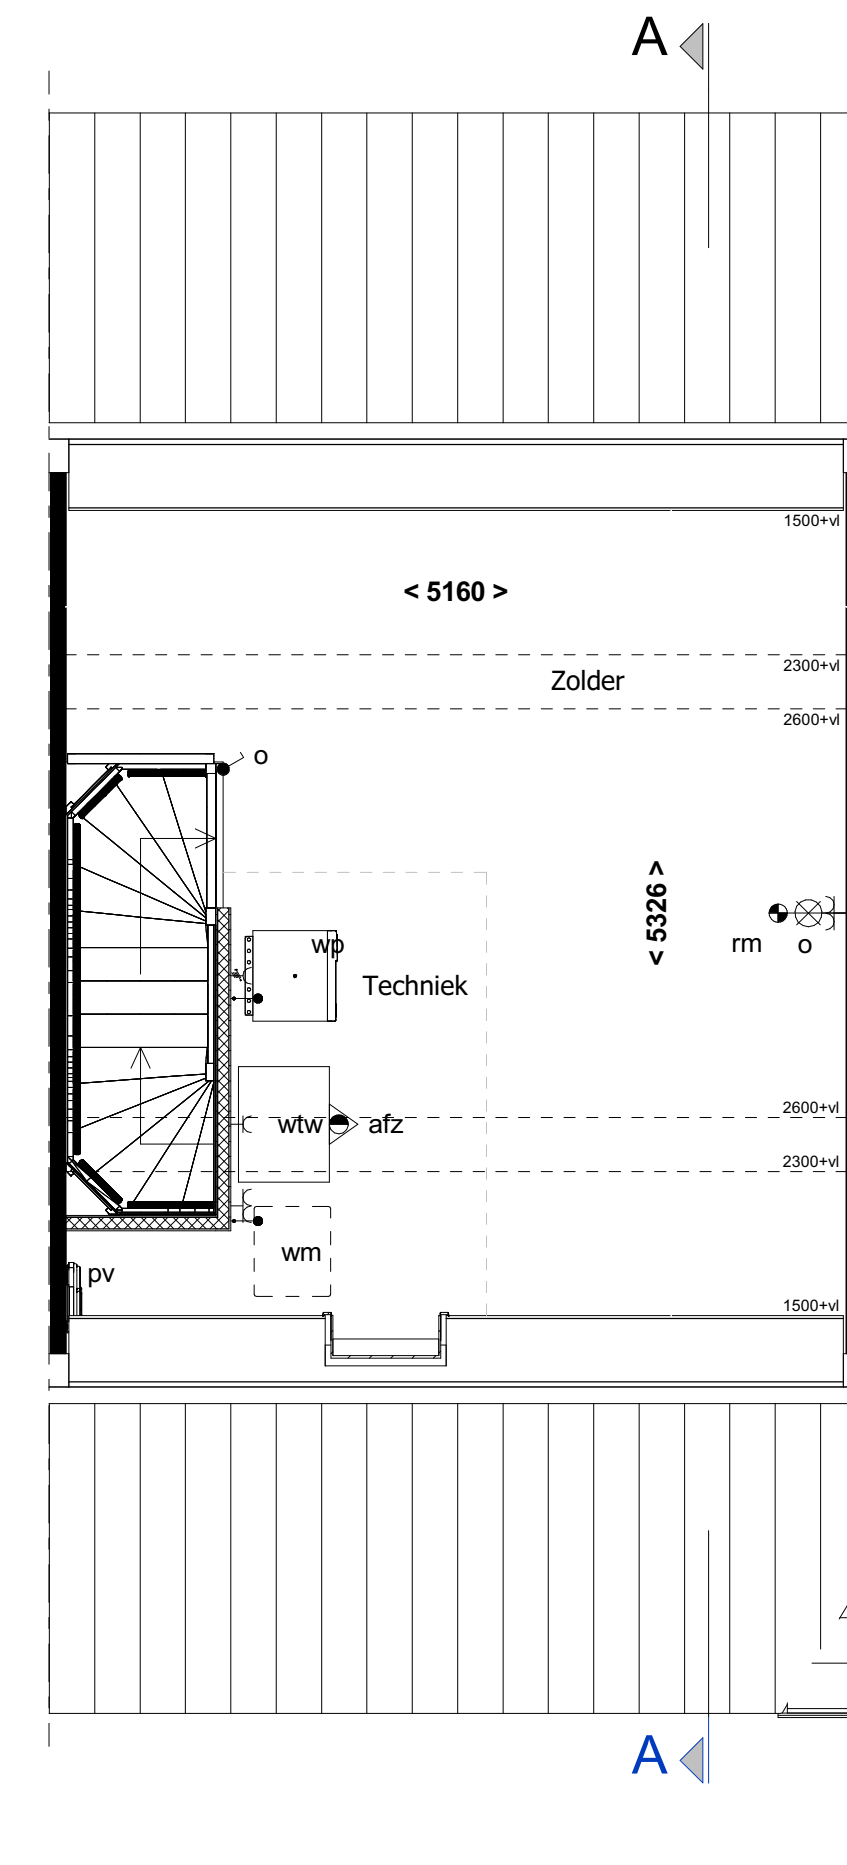 A
1500+vl
< 5160 >
2300+vl
Zolder
2600+vl
o
< 5326 >
wp
rm o
Techniek
2600+vl
wtw afz
2300+vl
wm
pv
1500+vl
A